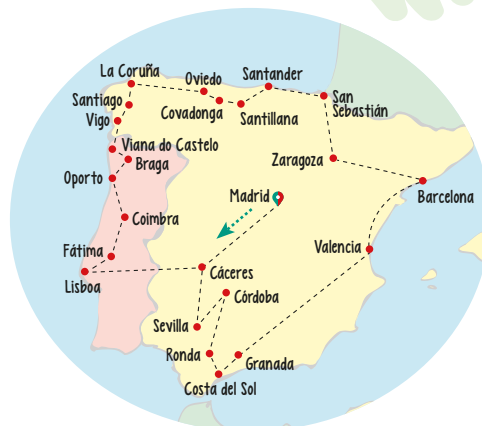 La Coruña
Oviedo
Santander
Santiago
Covadonga
Santillana
San
Sebastián
Vigo
Viana do Castelo
Braga
Zaragoza
Oporto
Madrid
Barcelona
Coimbra
Valencia
Fátima
Cáceres
Lisboa
Córdoba
Sevilla
Ronda
Granada
Costa del Sol